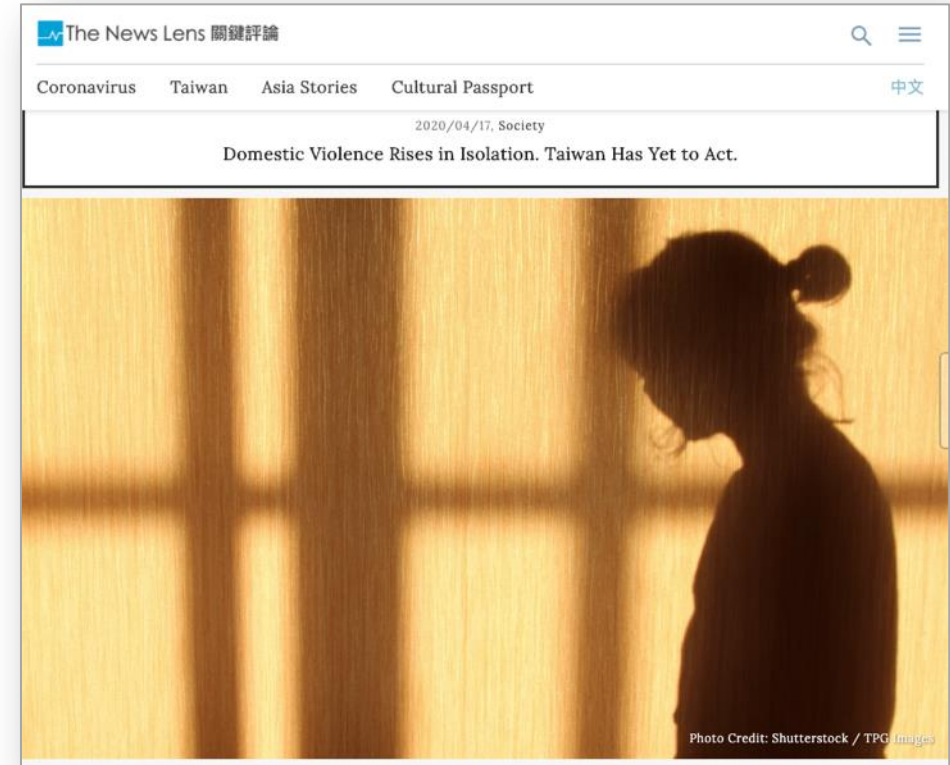 The News Lens 關鍵評論
Coronavirus Taiwan Asia Stories Cultural Passport 中文
2020/04/17, Society
Domestic Violence Rises in Isolation. Taiwan Has Yet to Act.
Photo Credit: Shutterstock / TPG Images